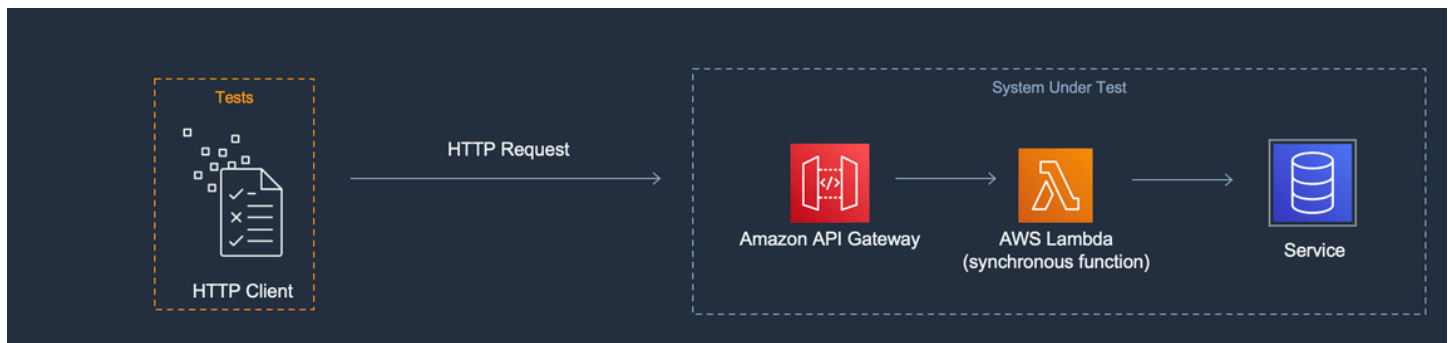 Tests
HTTP Client
HTTP Request
System Under Test
Amazon API Gateway
AWS Lambda
(synchronous function)
Service